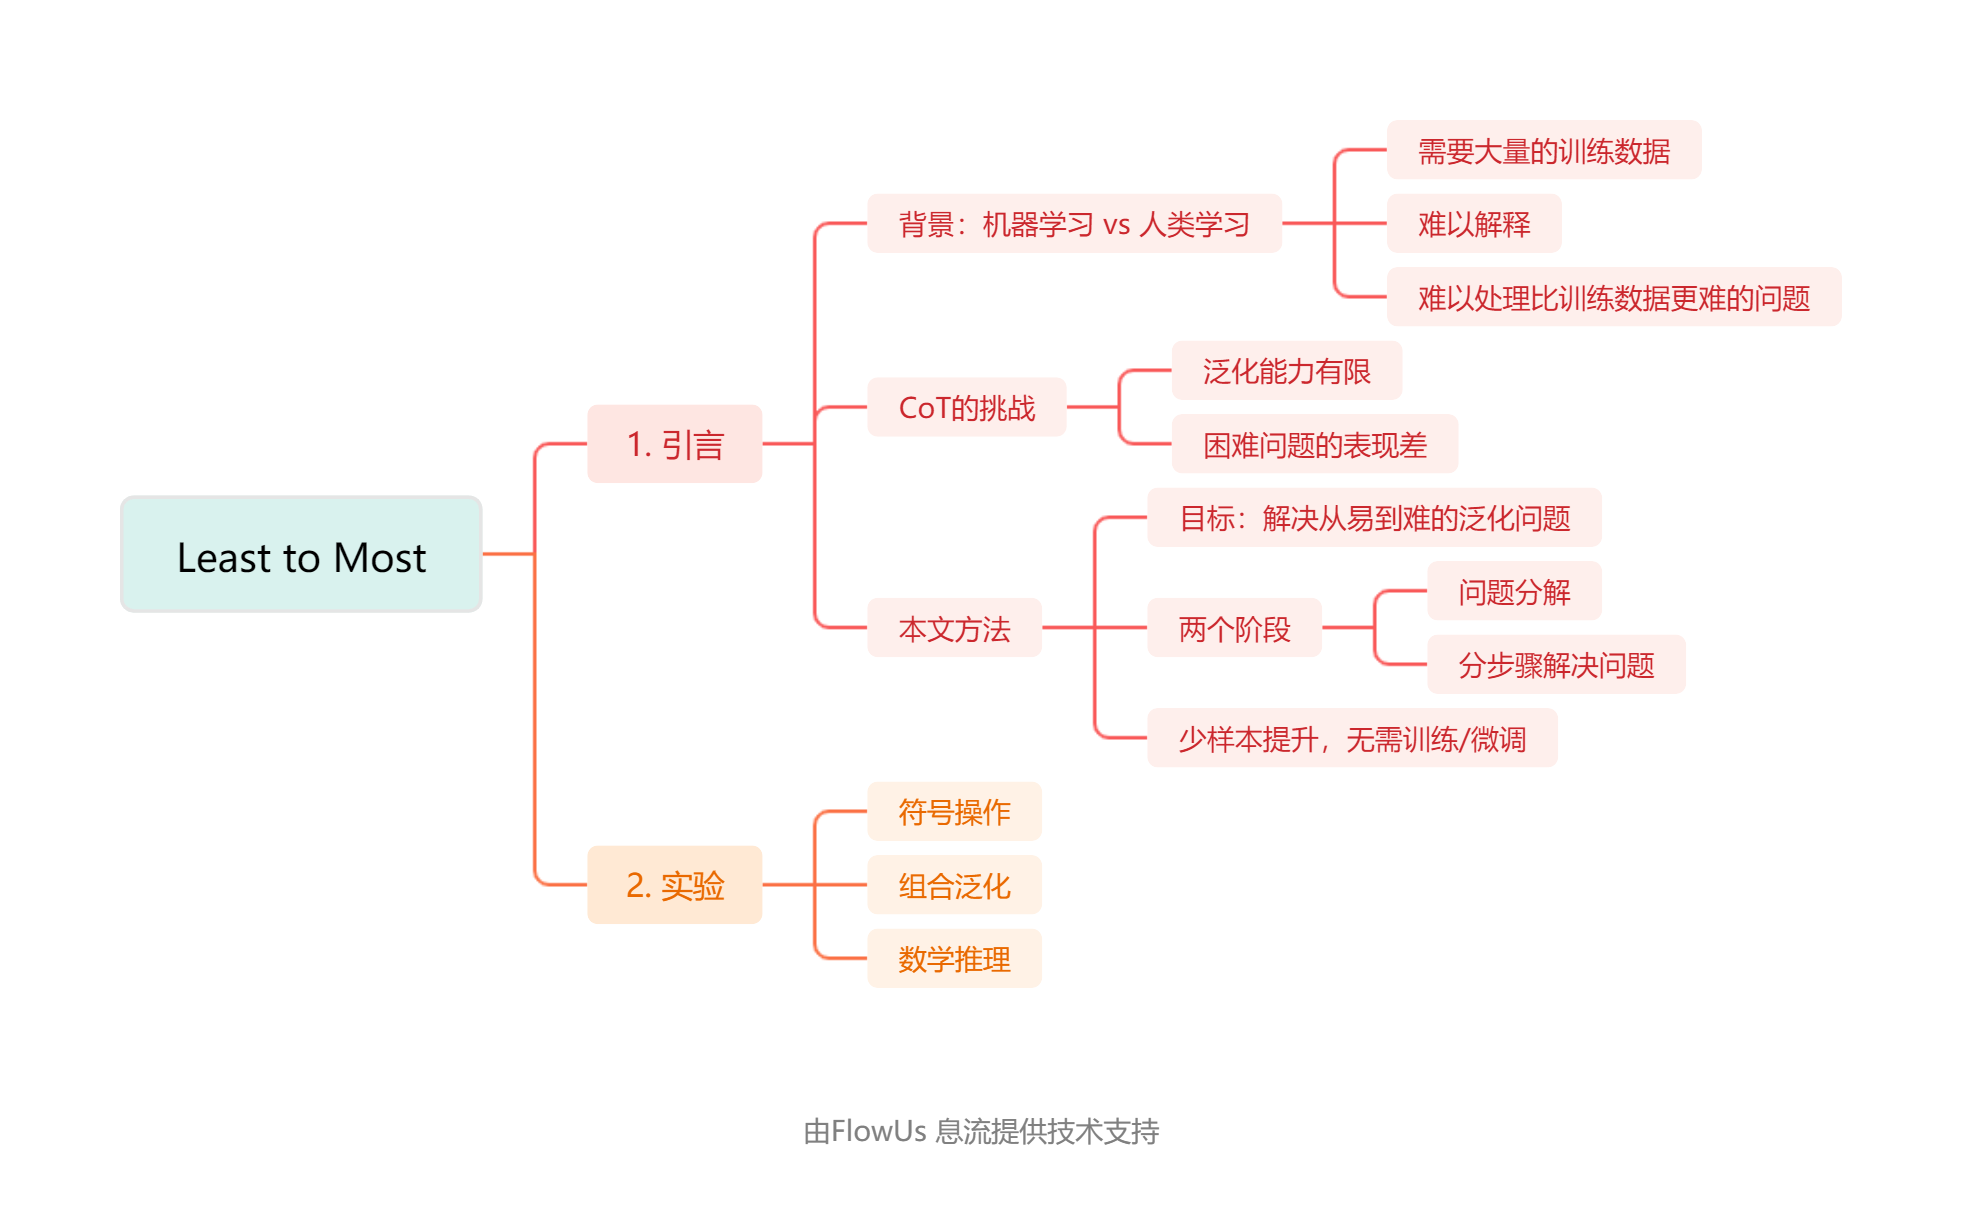 Least to Most
1. 引言
背景：机器学习 vs 人类学习
需要大量的训练数据
难以解释
难以处理比训练数据更难的问题
CoT的挑战
泛化能力有限
困难问题的表现差
本文方法
目标：解决从易到难的泛化问题
两个阶段
问题分解
分步骤解决问题
少样本提升，无需训练/微调
2. 实验
符号操作
组合泛化
数学推理
由FlowUs 息流提供技术支持